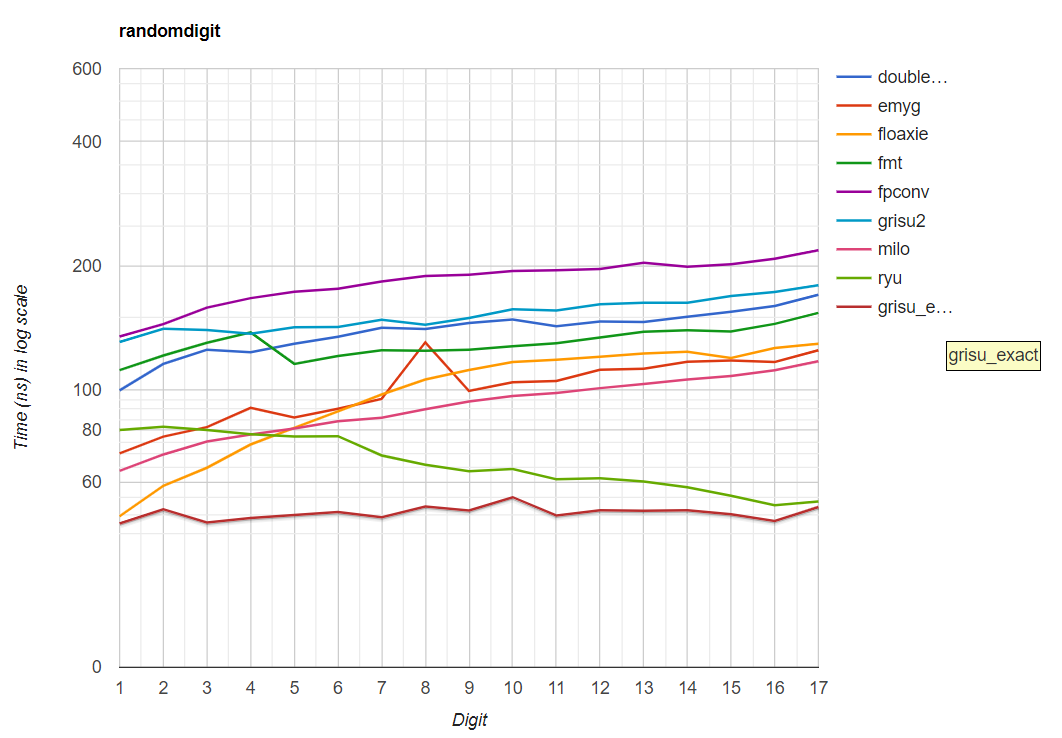 randomdigit
600
400
200
100
80
60
0
Time (ns) in log scale
1 2 3 4 5 6 7 8 9 10 11 12 13 14 15 16 17
Digit
double…
emyg
floaxie
fmt
fpconv
grisu2
milo
ryu
grisu_e…
grisu_exact